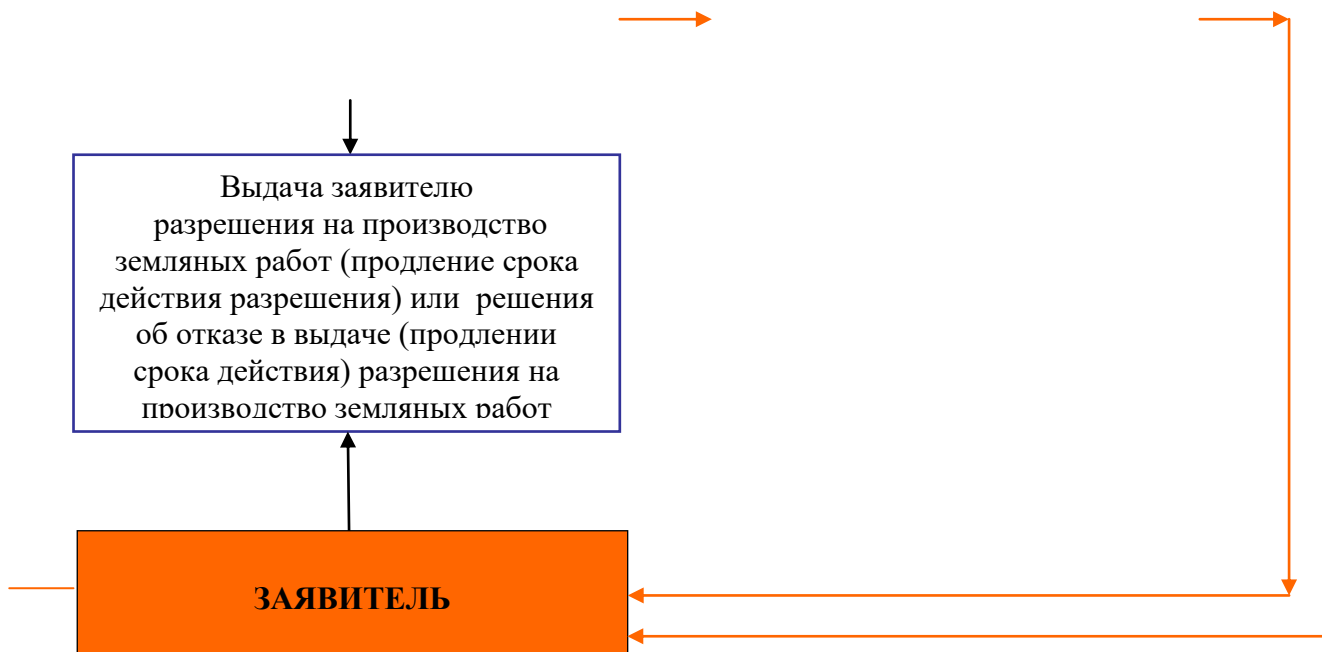 Выдача заявителю
разрешения на производство
земляных работ (продление срока
действия разрешения) или решения
об отказе в выдаче (продлении
срока действия) разрешения на
производство земляных работ
ЗАЯВИТЕЛЬ